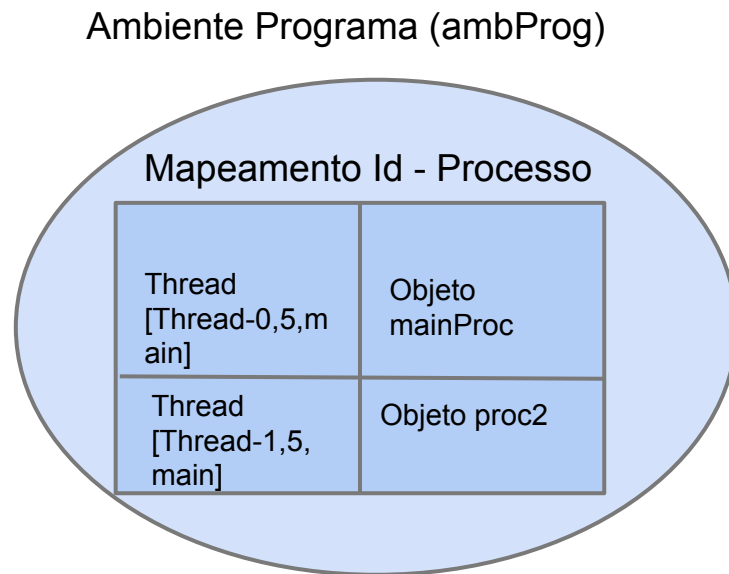 Ambiente Programa (ambProg)
Mapeamento Id - Processo
Thread
[Thread-0,5,m
ain]
Objeto
mainProc
Thread
[Thread-1,5,
main]
Objeto proc2